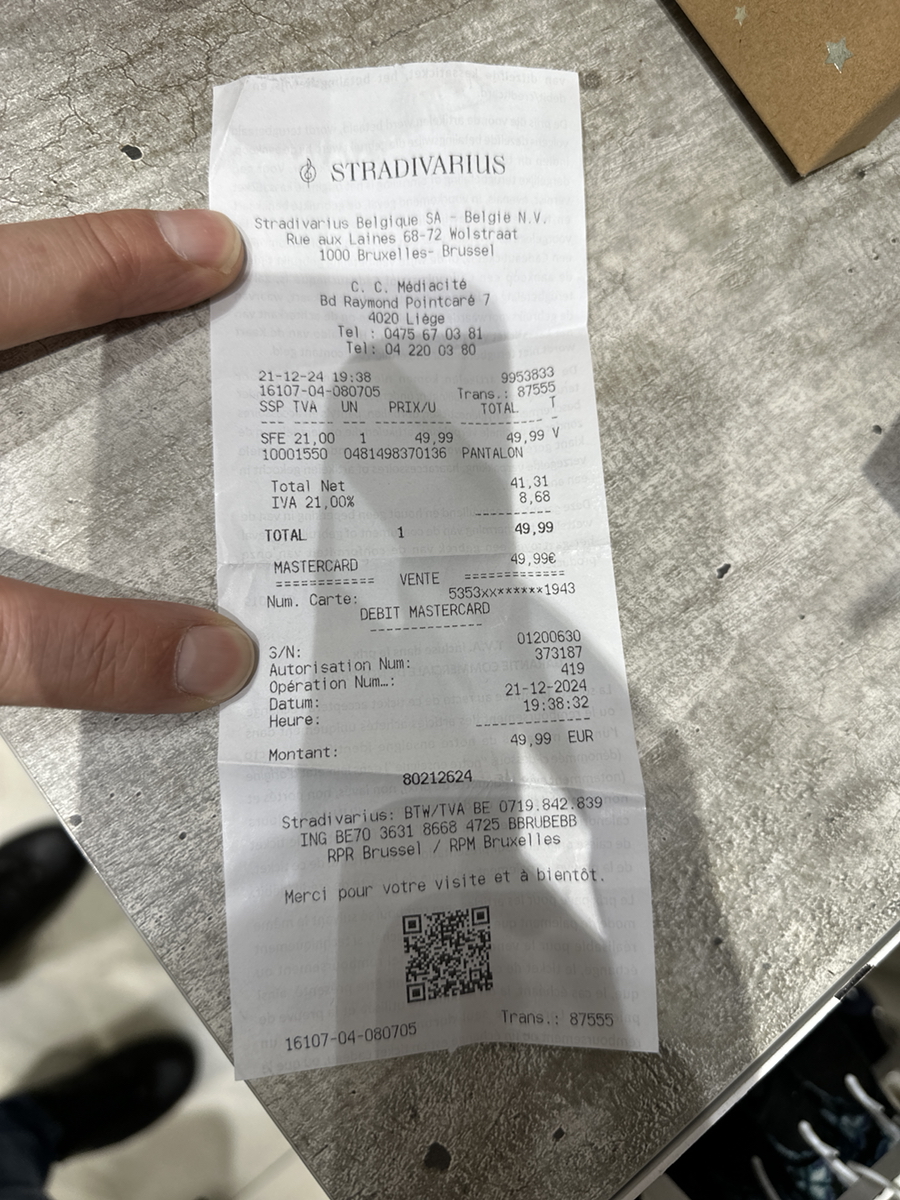 STRADIVARIUS
Stradivarius Belgique SA - België N.V.
Rue aux Laines 68-72 Wolstraat
1000 Bruxelles- Brussel
C. C. Médiacité
Bd Raymond Pointcaré 7
4020 Liège
Tel : 0475 67 03 81
Tel: 04 220 03 80
21-12-24 19:38 9953833
16107-04-080705 Trans.: 87555
SSP TVA UN PRIX/U TOTAL T
--- ------- --- -------- ---------- -
SFE 21,00 1 49,99 49,99 V
10001550 0481498370136 PANTALON
Total Net 41,31
IVA 21,00% 8,68
----------
TOTAL 1 49,99
MASTERCARD 49,99€
============ VENTE ============
Num. Carte: 5353xx******1943
DEBIT MASTERCARD
-------------
S/N: 01200630
Autorisation Num: 373187
Opération Num…: 419
Datum: 21-12-2024
Heure: 19:38:32
-------------
Montant: 49,99 EUR
80212624
Stradivarius: BTW/TVA BE 0719.842.839
ING BE70 3631 8668 4725 BBRUBEBB
RPR Brussel / RPM Bruxelles
Merci pour votre visite et à bientôt.
16107-04-080705 Trans.: 87555